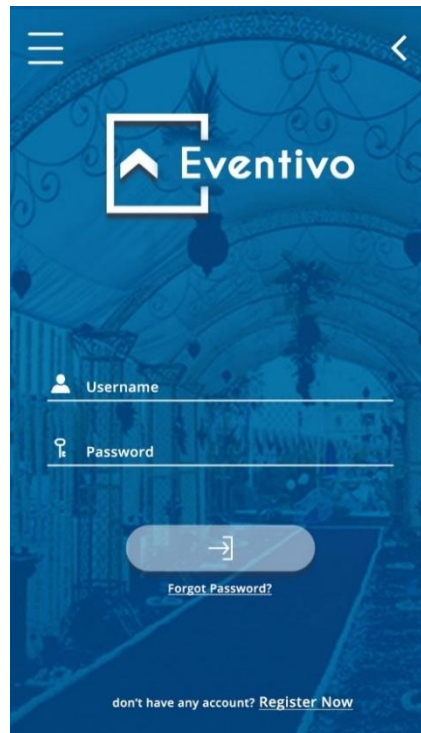 Eventivo
Username
Password
Forgot Password?
don't have any account? Register Now